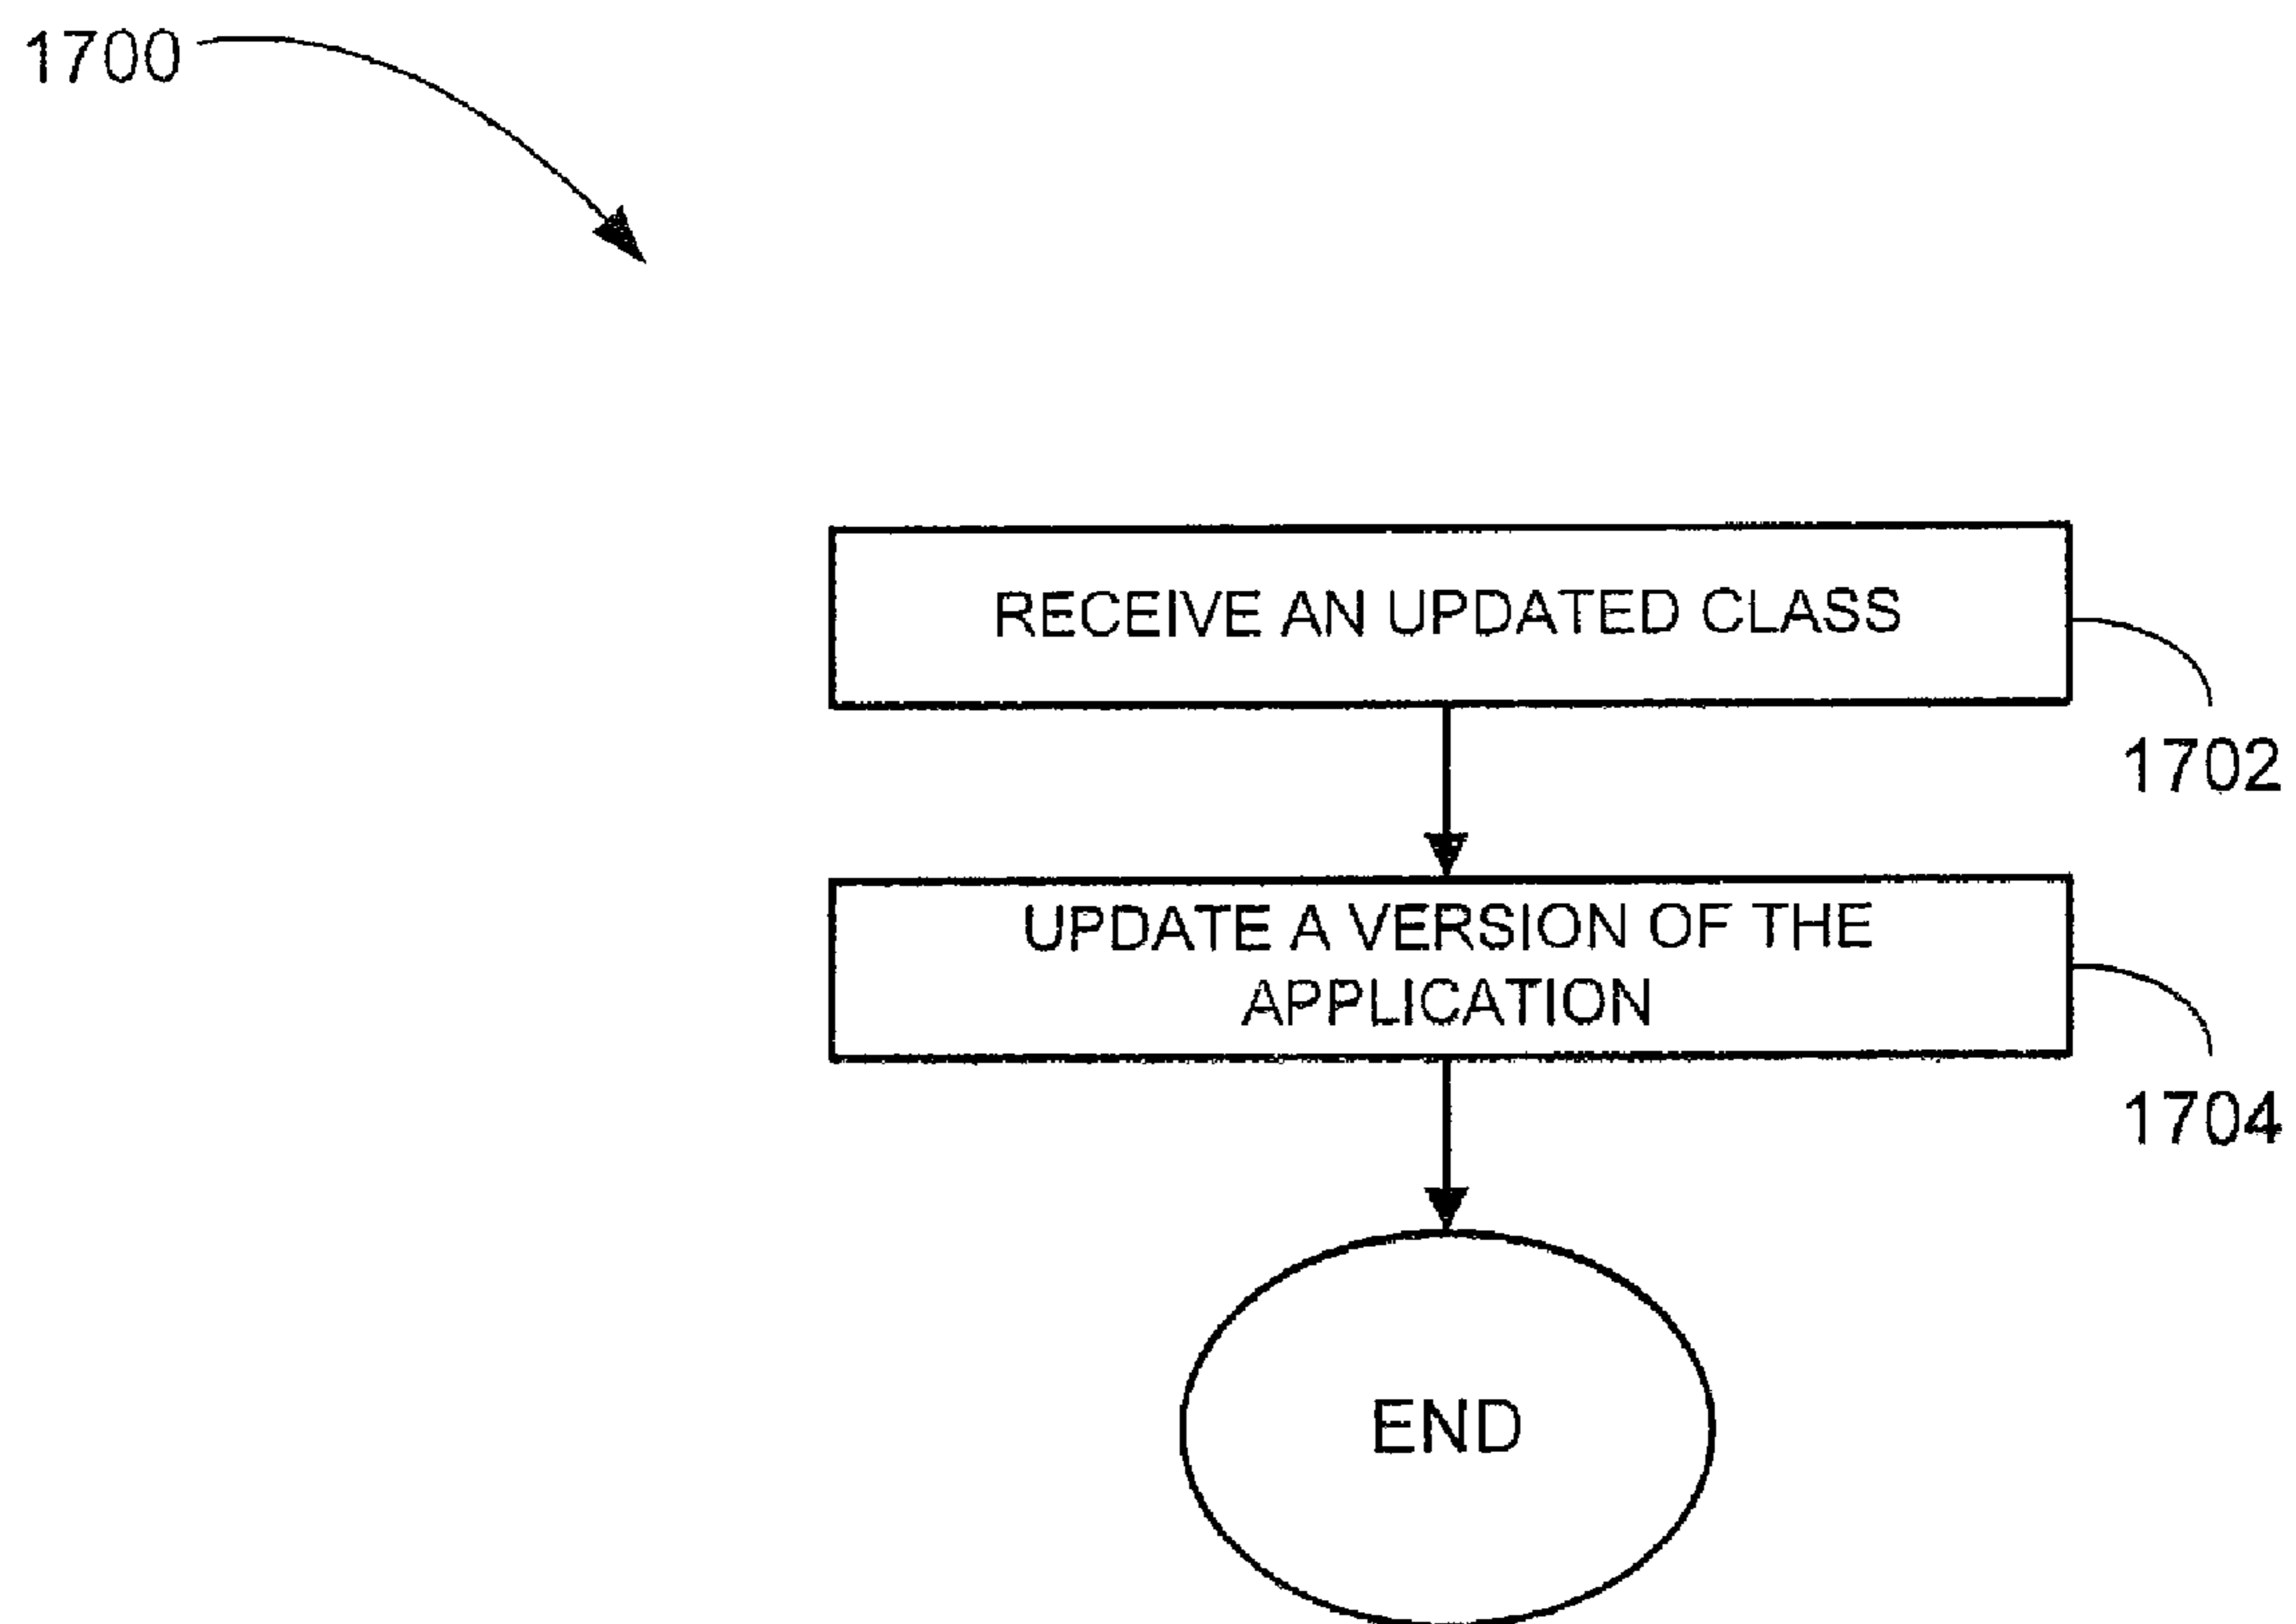 1700
RECEIVE AN UPDATED CLASS
1702
UPDATE A VERSION OF THE
APPLICATION
1704
END